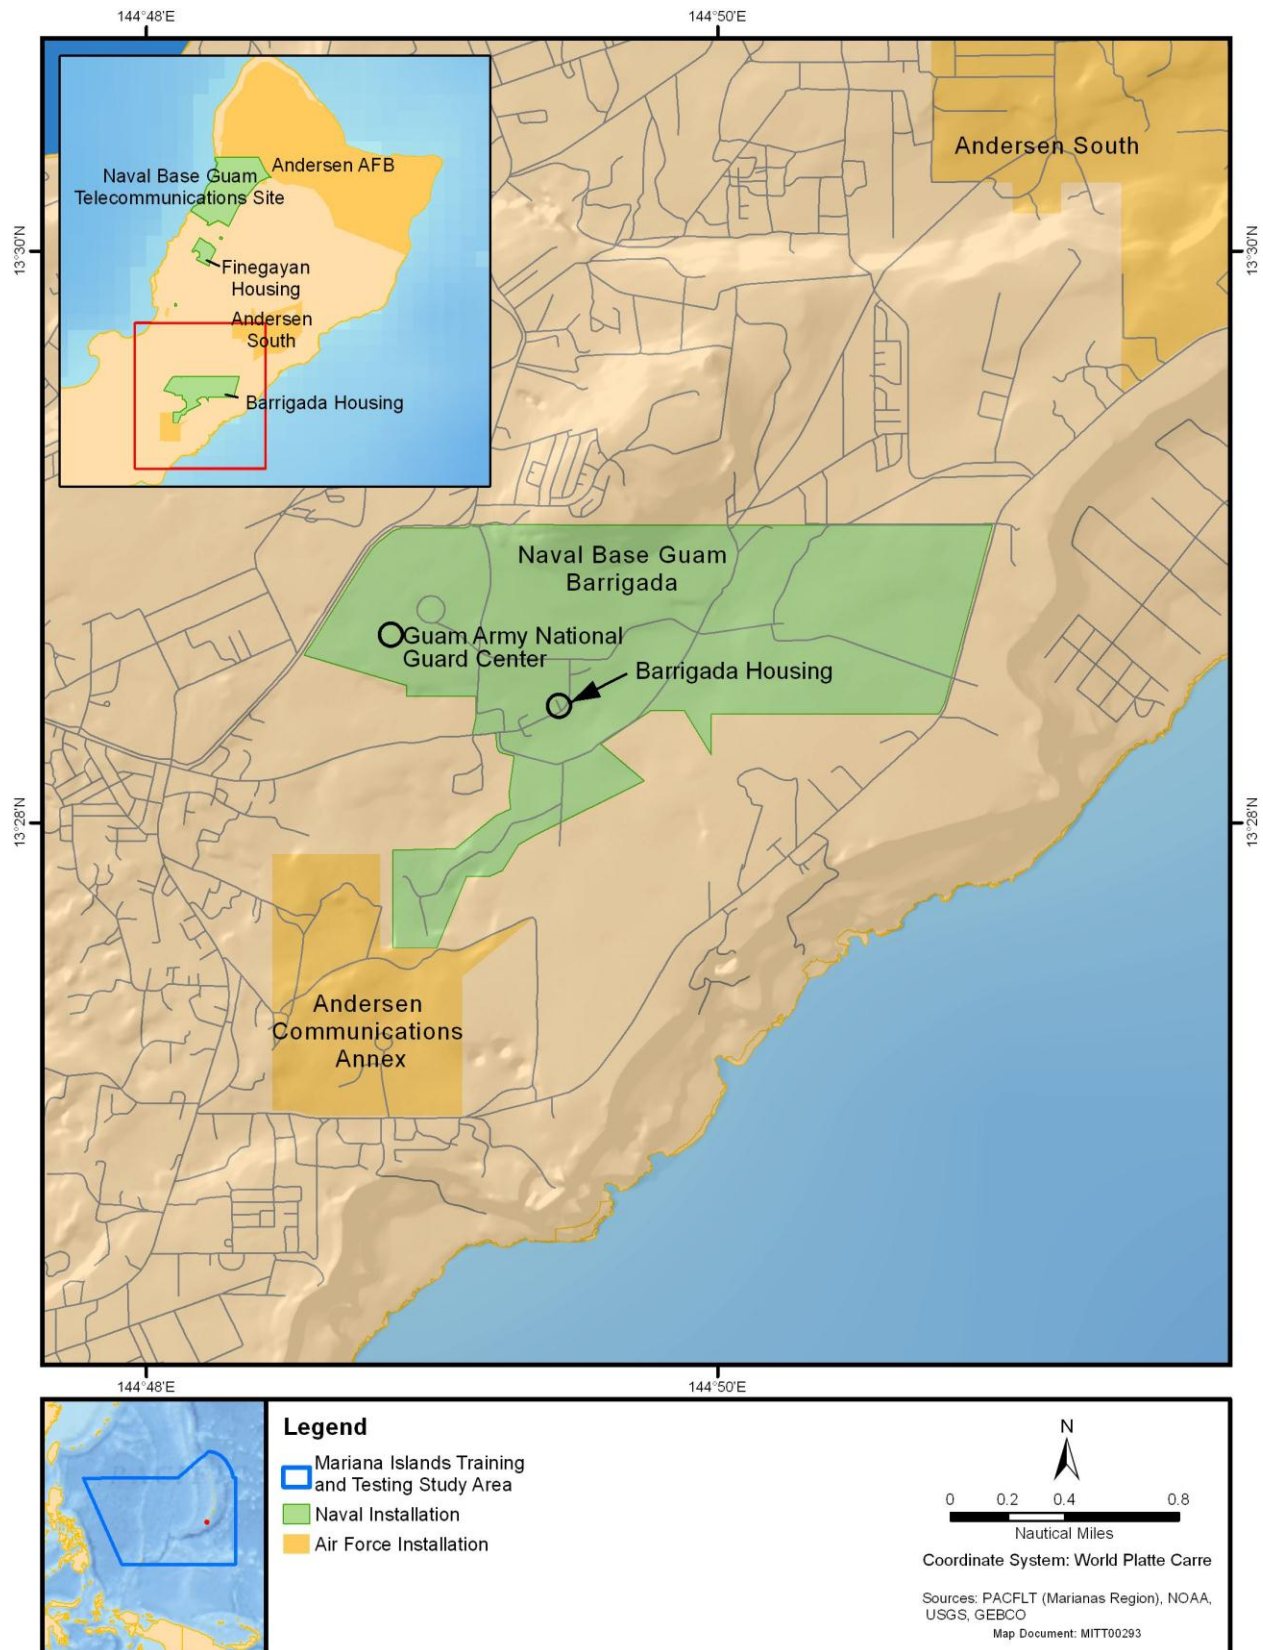 144°48'E
144°50'E
13°30'N
13°30'N
13°28'N
13°28'N
144°48'E
144°50'E
Andersen AFB
Naval Base Guam
Telecommunications Site
Finegayan
Housing
Andersen
South
Barrigada Housing
Andersen South
Naval Base Guam
Barrigada
Guam Army National
Guard Center
Barrigada Housing
Andersen
Communications
Annex
Legend
Mariana Islands Training
and Testing Study Area
Naval Installation
Air Force Installation
N
0 0.2 0.4 0.8
Nautical Miles
Coordinate System: World Platte Carre
Sources: PACFLT (Marianas Region), NOAA,
USGS, GEBCO
Map Document: MITT00293